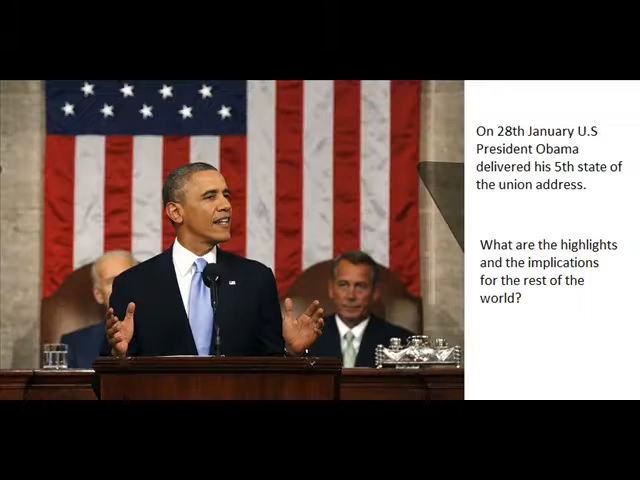 On 28th January U.S
President Obama
delivered his 5th state of
the union address.
What are the highlights
and the implications
for the rest of the
world?